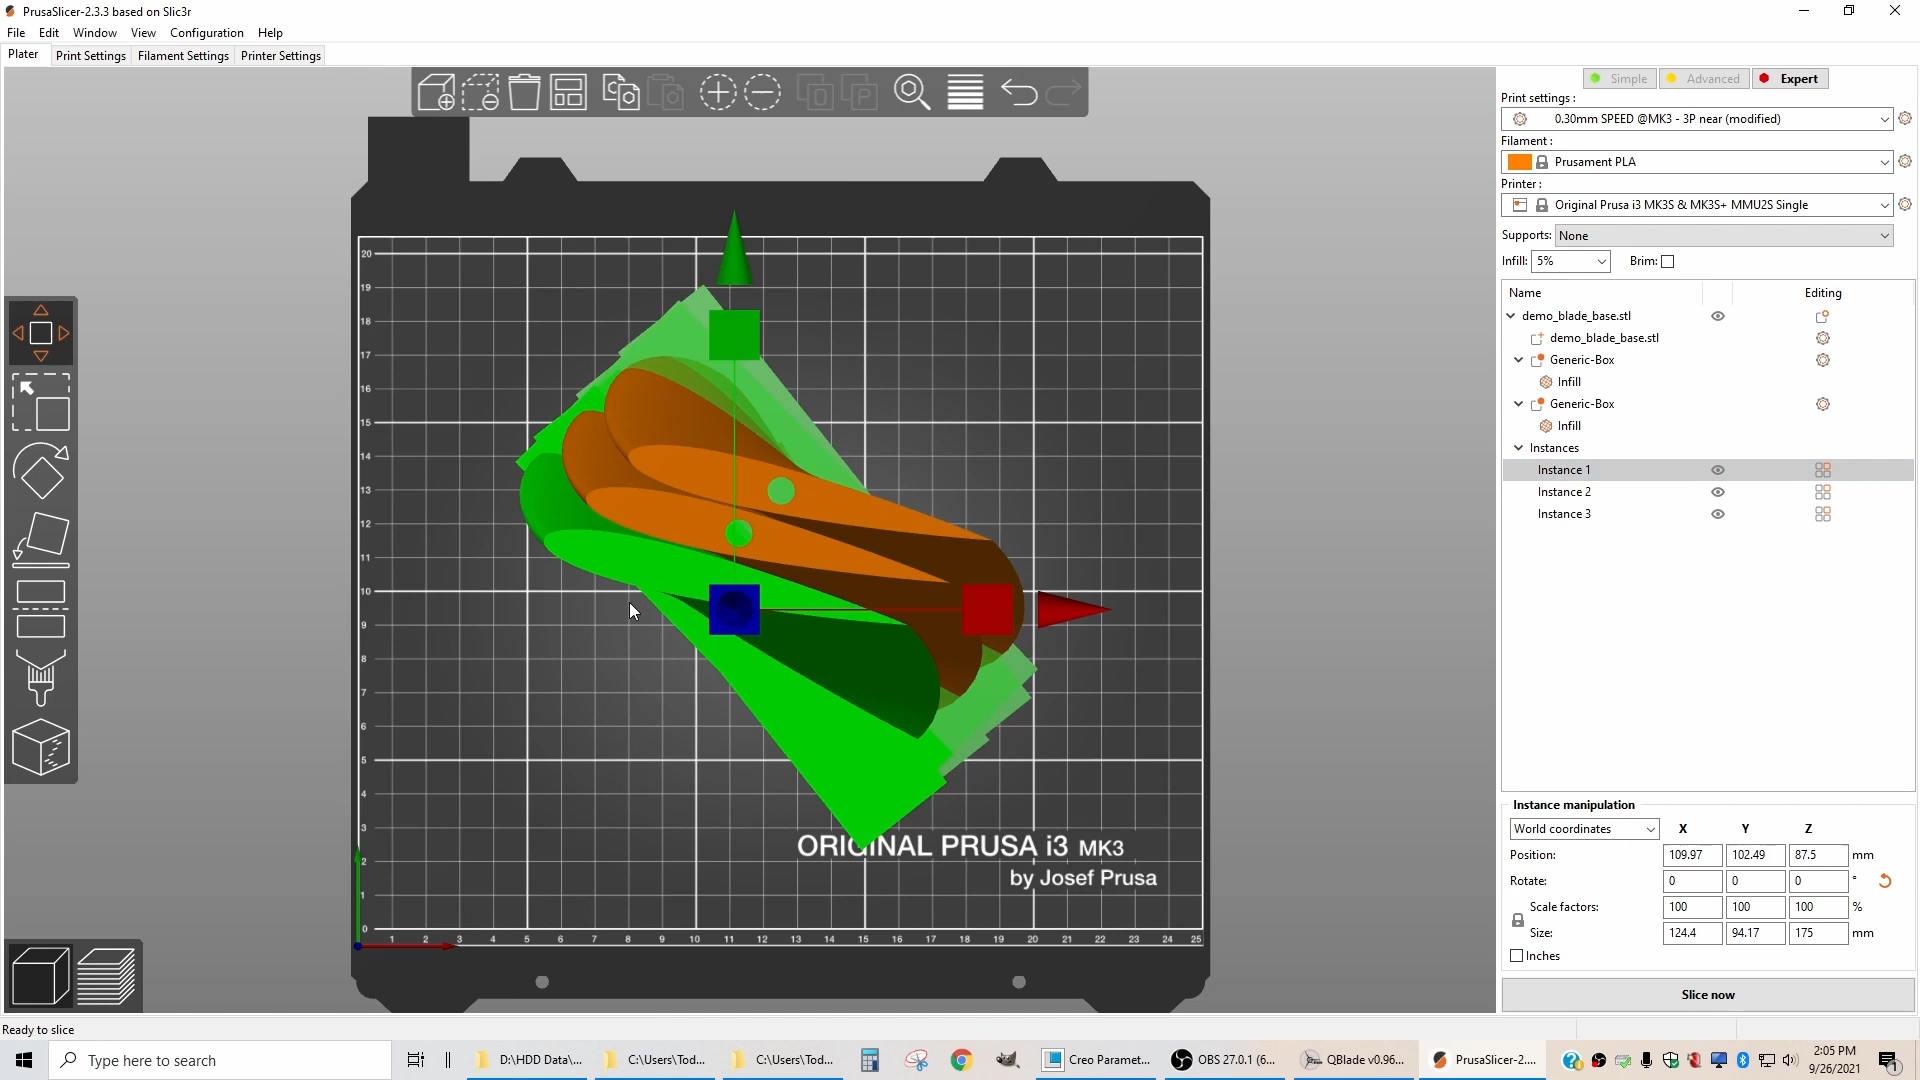 PrusaSlicer-2.3.3 based on Slic3r
File Edit Window View Configuration Help
Plater Print Settings Filament Settings Printer Settings
Simple Advanced Expert
Print settings :
0.30mm SPEED @MK3 - 3P near (modified)
Filament :
Prusament PLA
Printer :
Original Prusa i3 MK3S & MK3S+ MMU2S Single
Supports: None
Infill: 5% Brim:
Name Editing
demo_blade_base.stl
demo_blade_base.stl
Generic-Box
Infill
Generic-Box
Infill
Instances
Instance 1
Instance 2
Instance 3
20
19
18
17
16
15
14
13
12
11
10
9
8
7
6
5
4
3
2
1
0
1 2 3 4 5 6 7 8 9 10 11 12 13 14 15 16 17 18 19 20 21 22 23 24 25
ORIGINAL PRUSA i3 MK3
by Josef Prusa
Instance manipulation
World coordinates X Y Z
Position: 109.97 102.49 87.5 mm
Rotate: 0 0 0 °
Scale factors: 100 100 100 %
Size: 124.4 94.17 175 mm
Inches
Slice now
Ready to slice
Type here to search
D:\HDD Data\... C:\Users\Tod... C:\Users\Tod... Creo Paramet... OBS 27.0.1 (6... QBlade v0.96... PrusaSlicer-2....
2:05 PM
9/26/2021
1